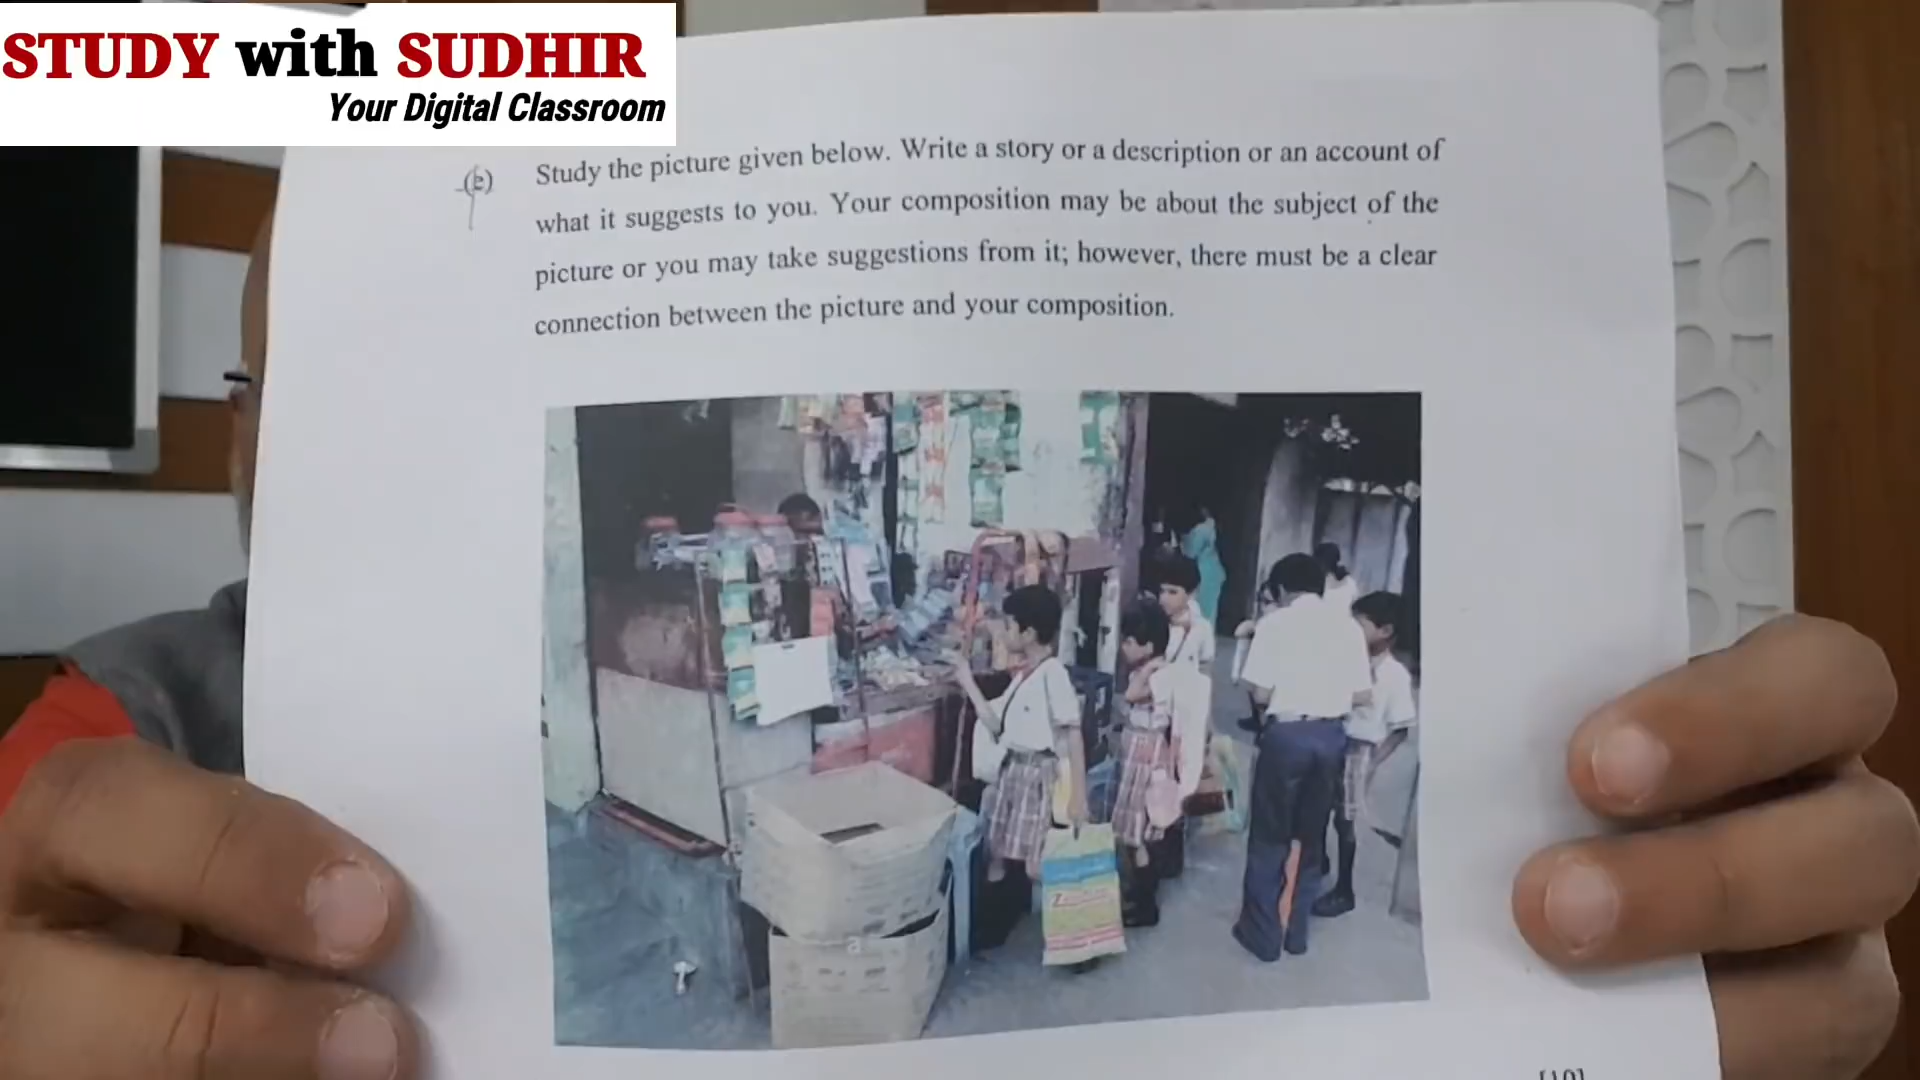 STUDY with SUDHIR
Your Digital Classroom
(e) Study the picture given below. Write a story or a description or an account of
what it suggests to you. Your composition may be about the subject of the
picture or you may take suggestions from it; however, there must be a clear
connection between the picture and your composition.